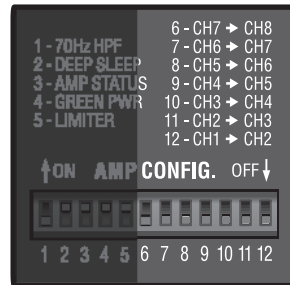 6 - CH7 → CH8
1 - 70Hz HPF 7 - CH6 → CH7
2 - DEEP SLEEP 8 - CH5 → CH6
3 - AMP STATUS 9 - CH4 → CH5
4 - GREEN PWR 10 - CH3 → CH4
5 - LIMITER 11 - CH2 → CH3
12 - CH1 → CH2
↑ON AMP CONFIG. OFF↓
1 2 3 4 5 6 7 8 9 10 11 12